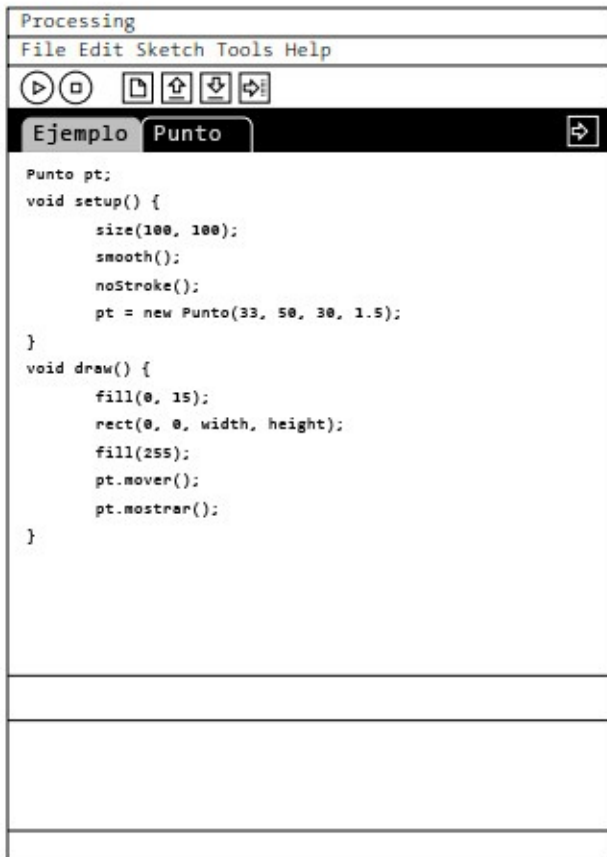 Processing
File Edit Sketch Tools Help
Ejemplo Punto
Punto pt;
void setup() {
size(100, 100);
smooth();
noStroke();
pt = new Punto(33, 50, 30, 1.5);
}
void draw() {
fill(0, 15);
rect(0, 0, width, height);
fill(255);
pt.mover();
pt.mostrar();
}